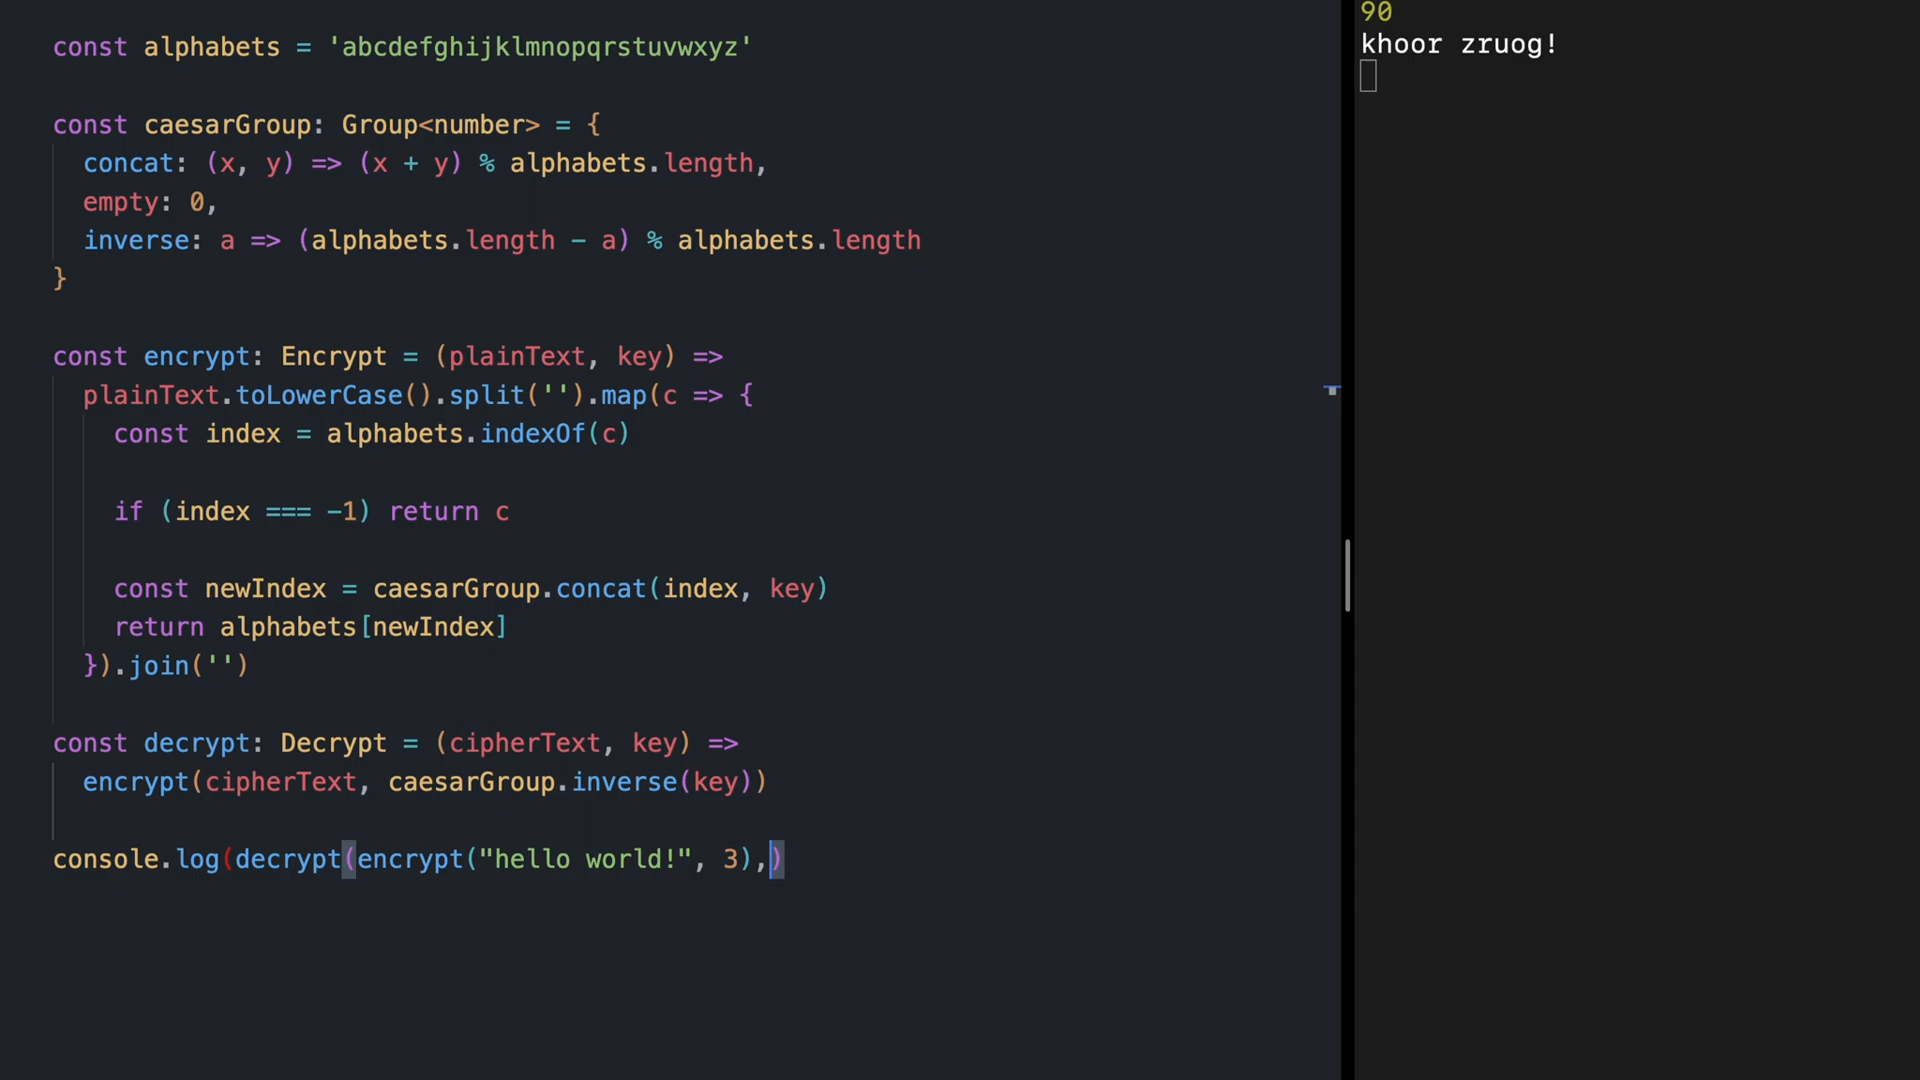 const alphabets = 'abcdefghijklmnopqrstuvwxyz'
const caesarGroup: Group<number> = {
concat: (x, y) => (x + y) % alphabets.length,
empty: 0,
inverse: a => (alphabets.length - a) % alphabets.length
}
const encrypt: Encrypt = (plainText, key) =>
plainText.toLowerCase().split('').map(c => {
const index = alphabets.indexOf(c)
if (index === -1) return c
const newIndex = caesarGroup.concat(index, key)
return alphabets[newIndex]
}).join('')
const decrypt: Decrypt = (cipherText, key) =>
encrypt(cipherText, caesarGroup.inverse(key))
console.log(decrypt(encrypt("hello world!", 3),)
90
khoor zruog!